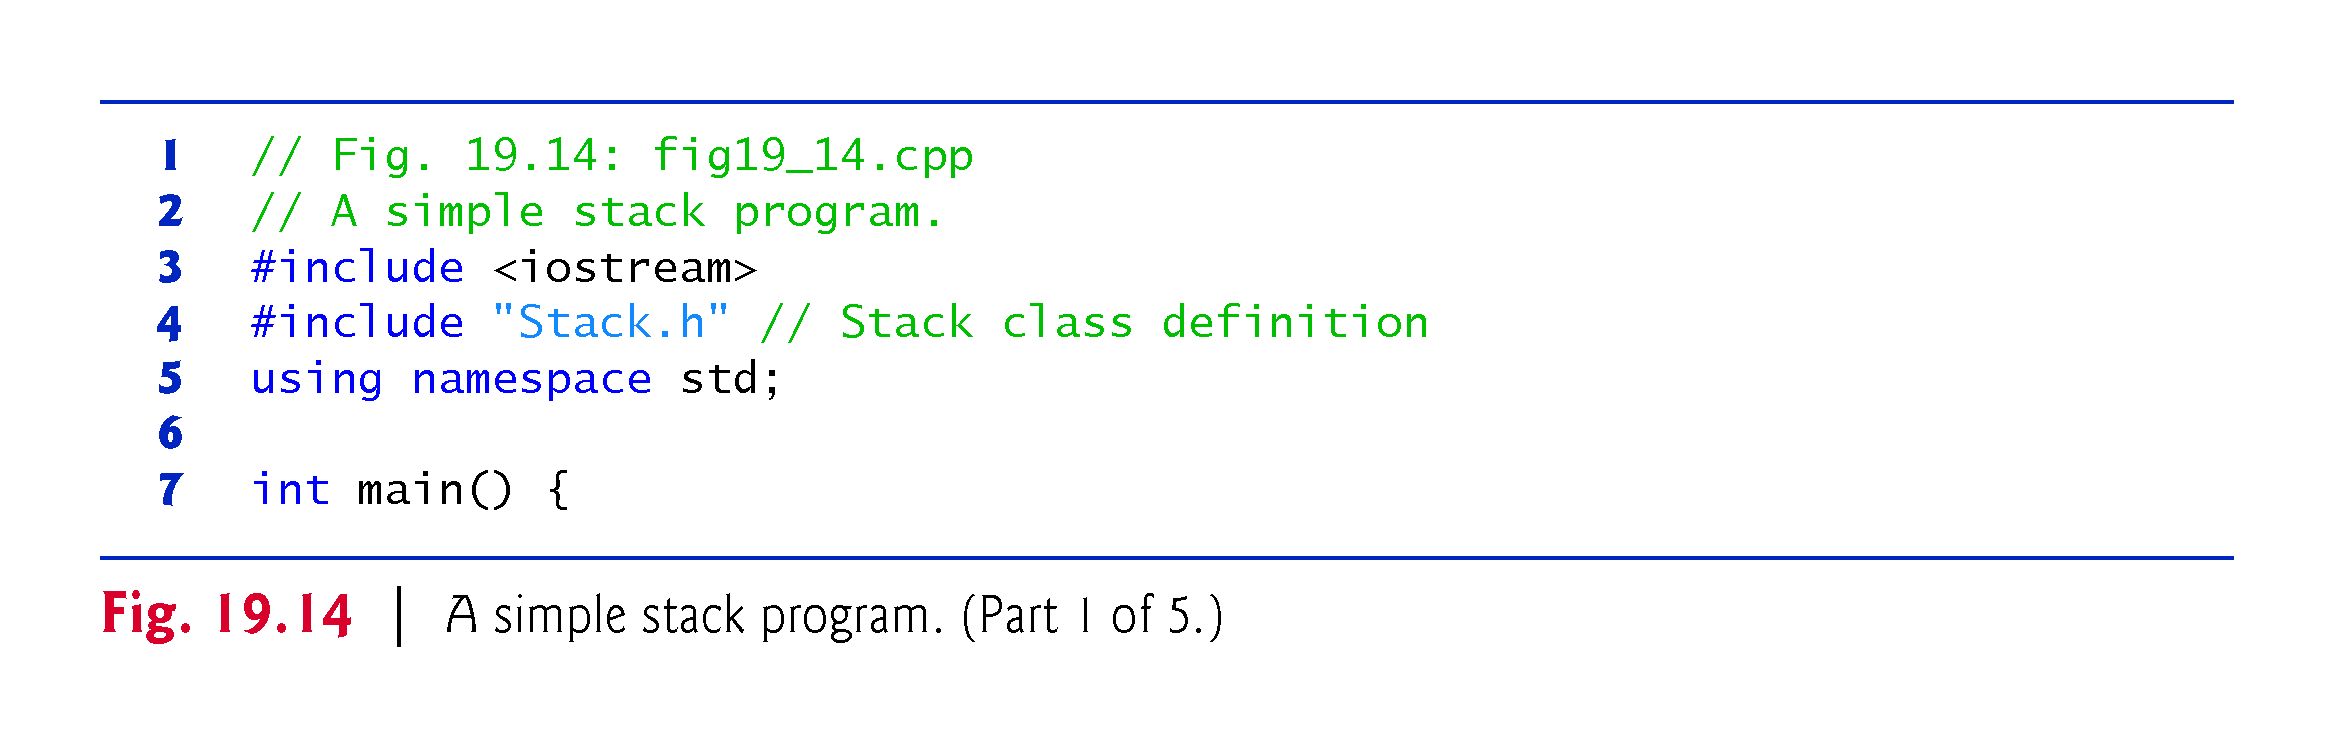 1 // Fig. 19.14: fig19_14.cpp
2 // A simple stack program.
3 #include <iostream>
4 #include "Stack.h" // Stack class definition
5 using namespace std;
6
7 int main() {
Fig. 19.14 | A simple stack program. (Part 1 of 5.)